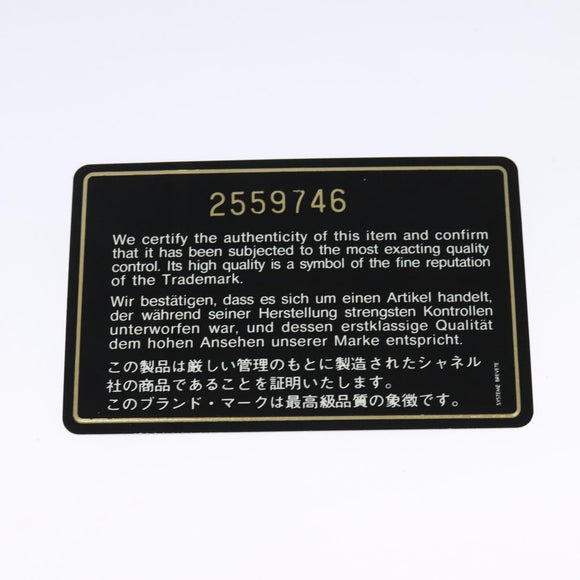 2559746
We certify the authenticity of this item and confirm
that it has been subjected to the most exacting quality
control. Its high quality is a symbol of the fine reputation
of the Trademark.
Wir bestätigen, dass es sich um einen Artikel handelt,
der während seiner Herstellung strengsten Kontrollen
unterworfen war, und dessen erstklassige Qualität
dem hohen Ansehen unserer Marke entspricht.
この製品は厳しい管理のもとに製造されたシャネル
社の商品であることを証明いたします。
このブランド・マークは最高級品質の象徴です。
SYSTEME BREVETE